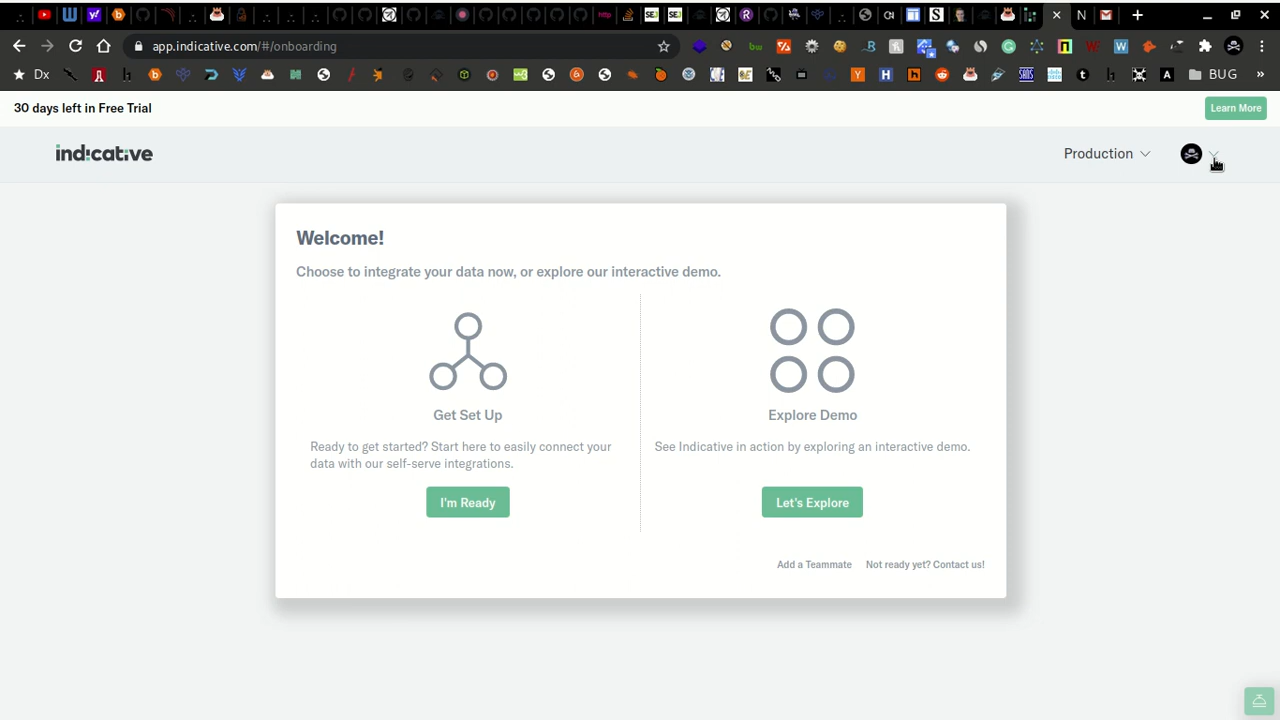 app.indicative.com/#/onboarding
Dx
BUG
»
30 days left in Free Trial
Learn More
indicative
Production
Welcome!
Choose to integrate your data now, or explore our interactive demo.
Get Set Up
Ready to get started? Start here to easily connect your
data with our self-serve integrations.
I'm Ready
Explore Demo
See Indicative in action by exploring an interactive demo.
Let's Explore
Add a Teammate
Not ready yet? Contact us!